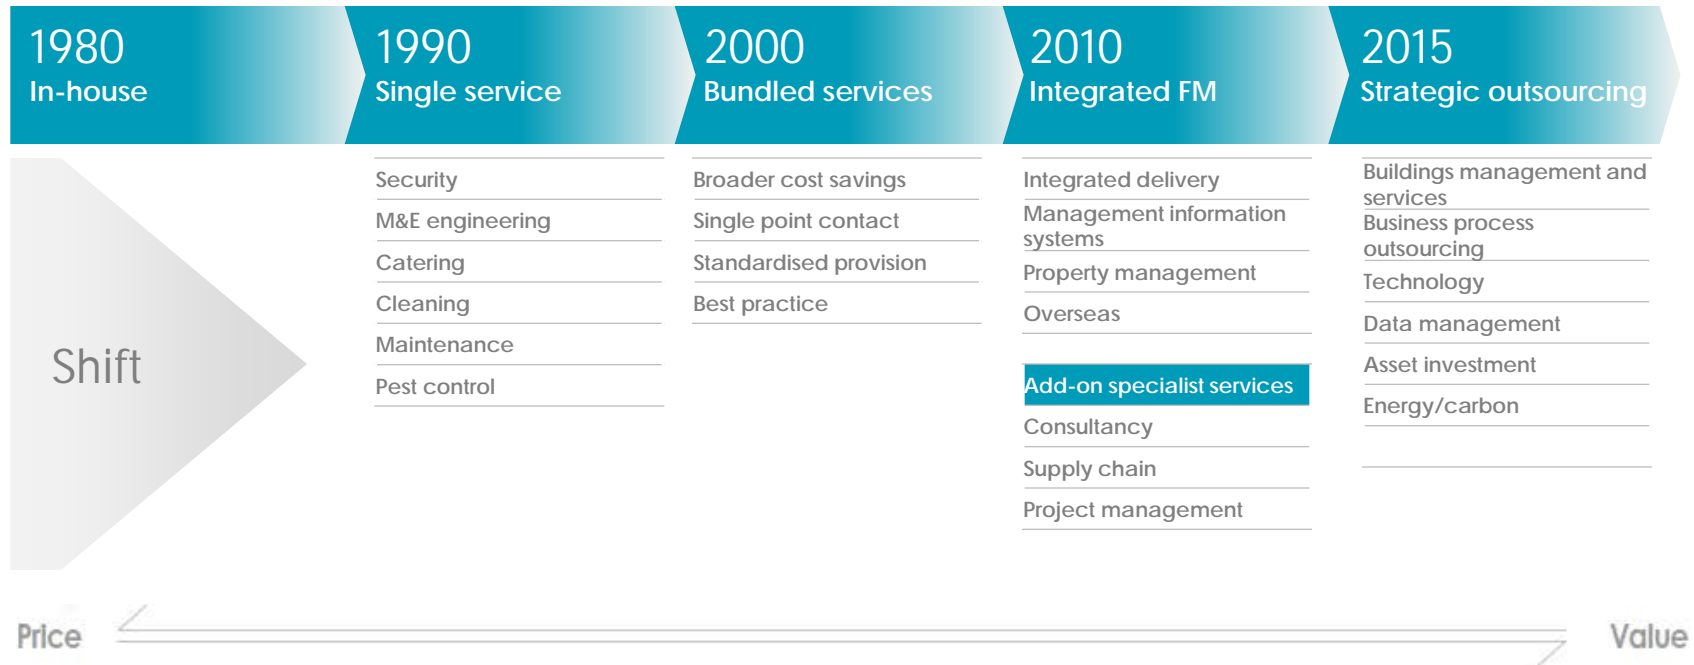 1980
In-house
1990
Single service
2000
Bundled services
2010
Integrated FM
2015
Strategic outsourcing
Shift
Security
M&E engineering
Catering
Cleaning
Maintenance
Pest control
Broader cost savings
Single point contact
Standardised provision
Best practice
Integrated delivery
Management information
systems
Property management
Overseas
Add-on specialist services
Consultancy
Supply chain
Project management
Buildings management and
services
Business process
outsourcing
Technology
Data management
Asset investment
Energy/carbon
Price
Value